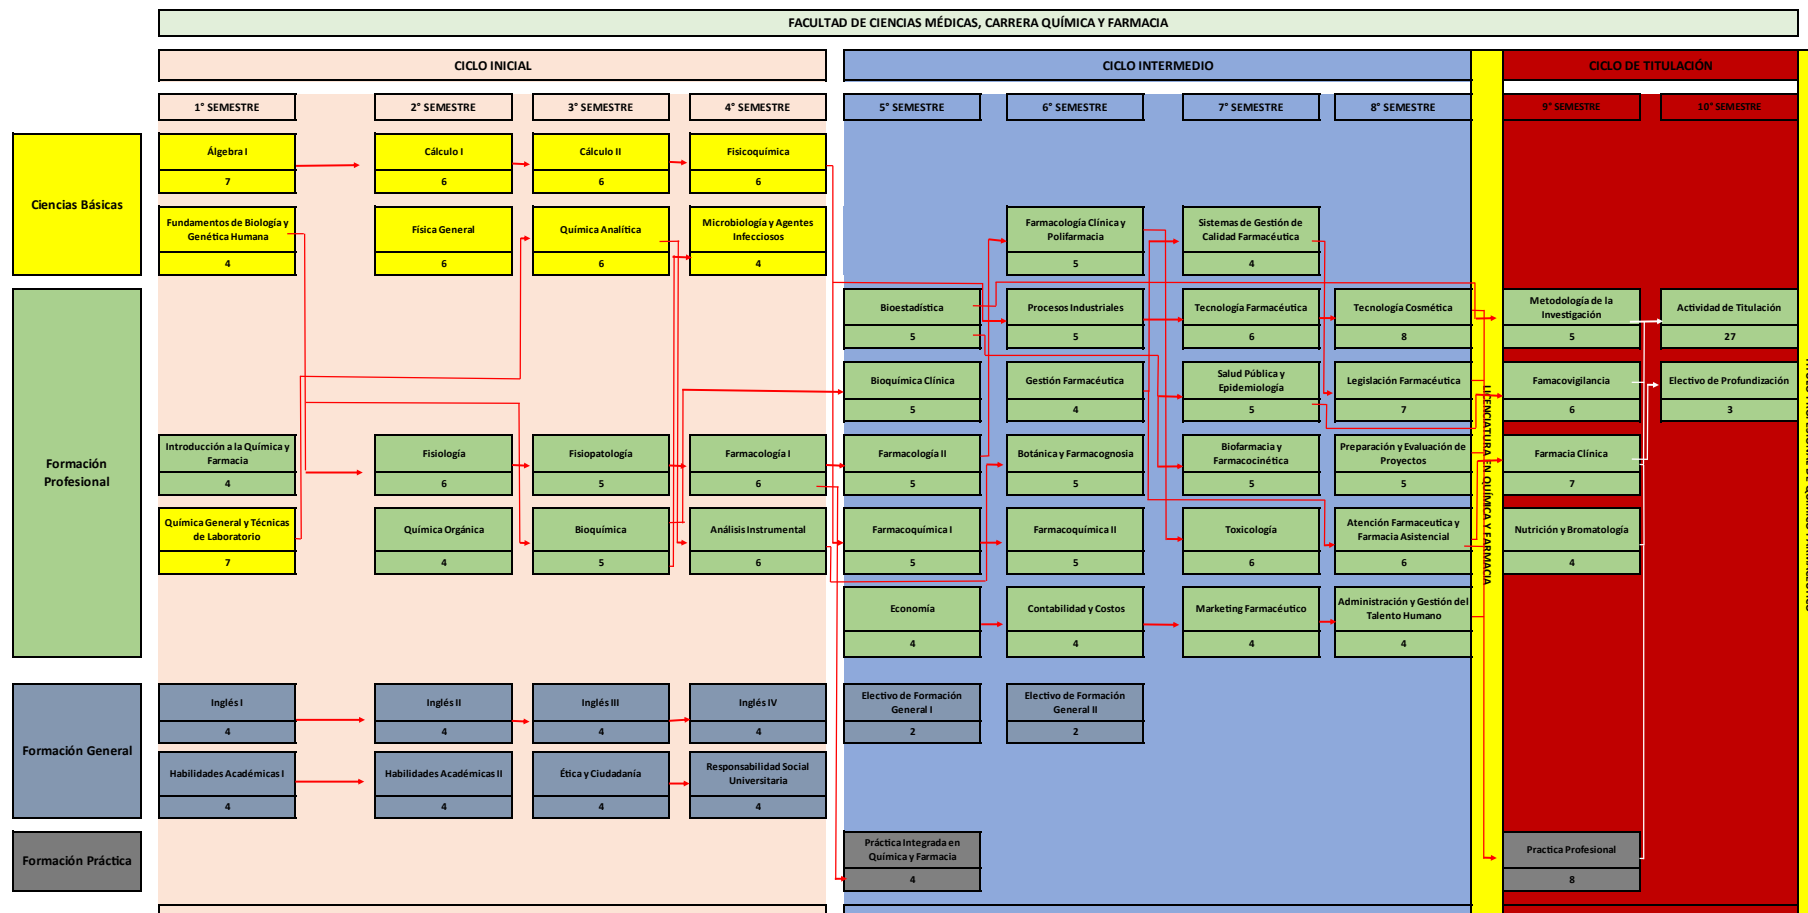 FACULTAD DE CIENCIAS MÉDICAS, CARRERA QUÍMICA Y FARMACIA
CICLO INICIAL
CICLO INTERMEDIO
CICLO DE TITULACIÓN
1° SEMESTRE
2° SEMESTRE
3° SEMESTRE
4° SEMESTRE
5° SEMESTRE
6° SEMESTRE
7° SEMESTRE
8° SEMESTRE
9° SEMESTRE
10° SEMESTRE
Ciencias Básicas
Álgebra I
7
Cálculo I
6
Cálculo II
6
Fisicoquímica
6
Fundamentos de Biología y
Genética Humana
4
Física General
6
Química Analítica
6
Microbiología y Agentes
Infecciosos
4
Farmacología Clínica y
Polifarmacia
5
Sistemas de Gestión de
Calidad Farmacéutica
4
Formación
Profesional
Bioestadística
5
Procesos Industriales
5
Tecnología Farmacéutica
6
Tecnología Cosmética
8
Metodología de la
Investigación
5
Actividad de Titulación
27
Bioquímica Clínica
5
Gestión Farmacéutica
4
Salud Pública y
Epidemiología
5
Legislación Farmacéutica
7
Famacovigilancia
6
Electivo de Profundización
3
Introducción a la Química y
Farmacia
4
Fisiología
6
Fisiopatología
5
Farmacología I
6
Farmacología II
5
Botánica y Farmacognosia
5
Biofarmacia y
Farmacocinética
5
Preparación y Evaluación de
Proyectos
5
Farmacia Clínica
7
Química General y Técnicas
de Laboratorio
7
Química Orgánica
4
Bioquímica
5
Análisis Instrumental
6
Farmacoquímica I
5
Farmacoquímica II
5
Toxicología
6
Atención Farmaceutica y
Farmacia Asistencial
6
Nutrición y Bromatología
4
Economía
4
Contabilidad y Costos
4
Marketing Farmacéutico
4
Administración y Gestión del
Talento Humano
4
LICENCIATURA EN QUÍMICA Y FARMACIA
Formación General
Inglés I
4
Inglés II
4
Inglés III
4
Inglés IV
4
Electivo de Formación
General I
2
Electivo de Formación
General II
2
Habilidades Académicas I
4
Habilidades Académicas II
4
Ética y Ciudadanía
4
Responsabilidad Social
Universitaria
4
Formación Práctica
Práctica Integrada en
Química y Farmacia
4
Practica Profesional
8